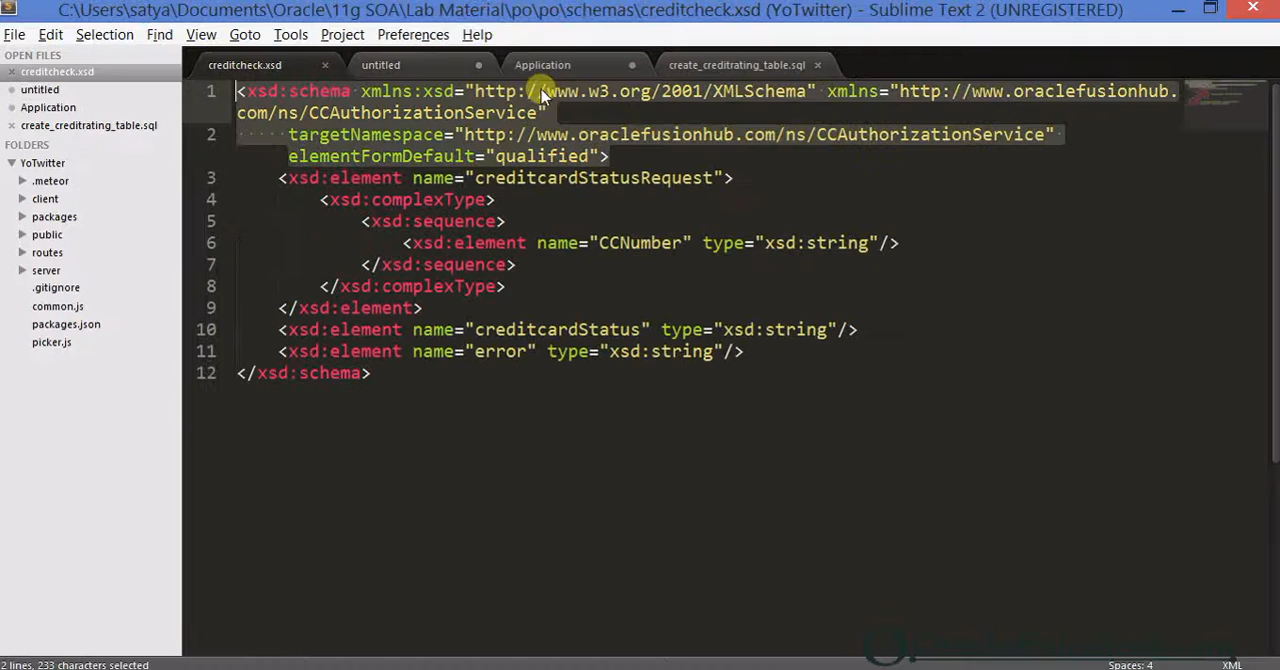 C:\Users\satya\Documents\Oracle\11g SOA\Lab Material\po\po\schemas\creditcheck.xsd (YoTwitter) - Sublime Text 2 (UNREGISTERED)
File Edit Selection Find View Goto Tools Project Preferences Help
OPEN FILES
creditcheck.xsd
untitled
Application
create_creditrating_table.sql
FOLDERS
YoTwitter
.meteor
client
packages
public
routes
server
.gitignore
common.js
packages.json
picker.js
creditcheck.xsd untitled Application create_creditrating_table.sql
1 <xsd:schema xmlns:xsd="http://www.w3.org/2001/XMLSchema" xmlns="http://www.oraclefusionhub.
com/ns/CCAuthorizationService"
2 targetNamespace="http://www.oraclefusionhub.com/ns/CCAuthorizationService"
elementFormDefault="qualified">
3 <xsd:element name="creditcardStatusRequest">
4 <xsd:complexType>
5 <xsd:sequence>
6 <xsd:element name="CCNumber" type="xsd:string"/>
7 </xsd:sequence>
8 </xsd:complexType>
9 </xsd:element>
10 <xsd:element name="creditcardStatus" type="xsd:string"/>
11 <xsd:element name="error" type="xsd:string"/>
12 </xsd:schema>
2 lines, 233 characters selected
Spaces: 4
XML